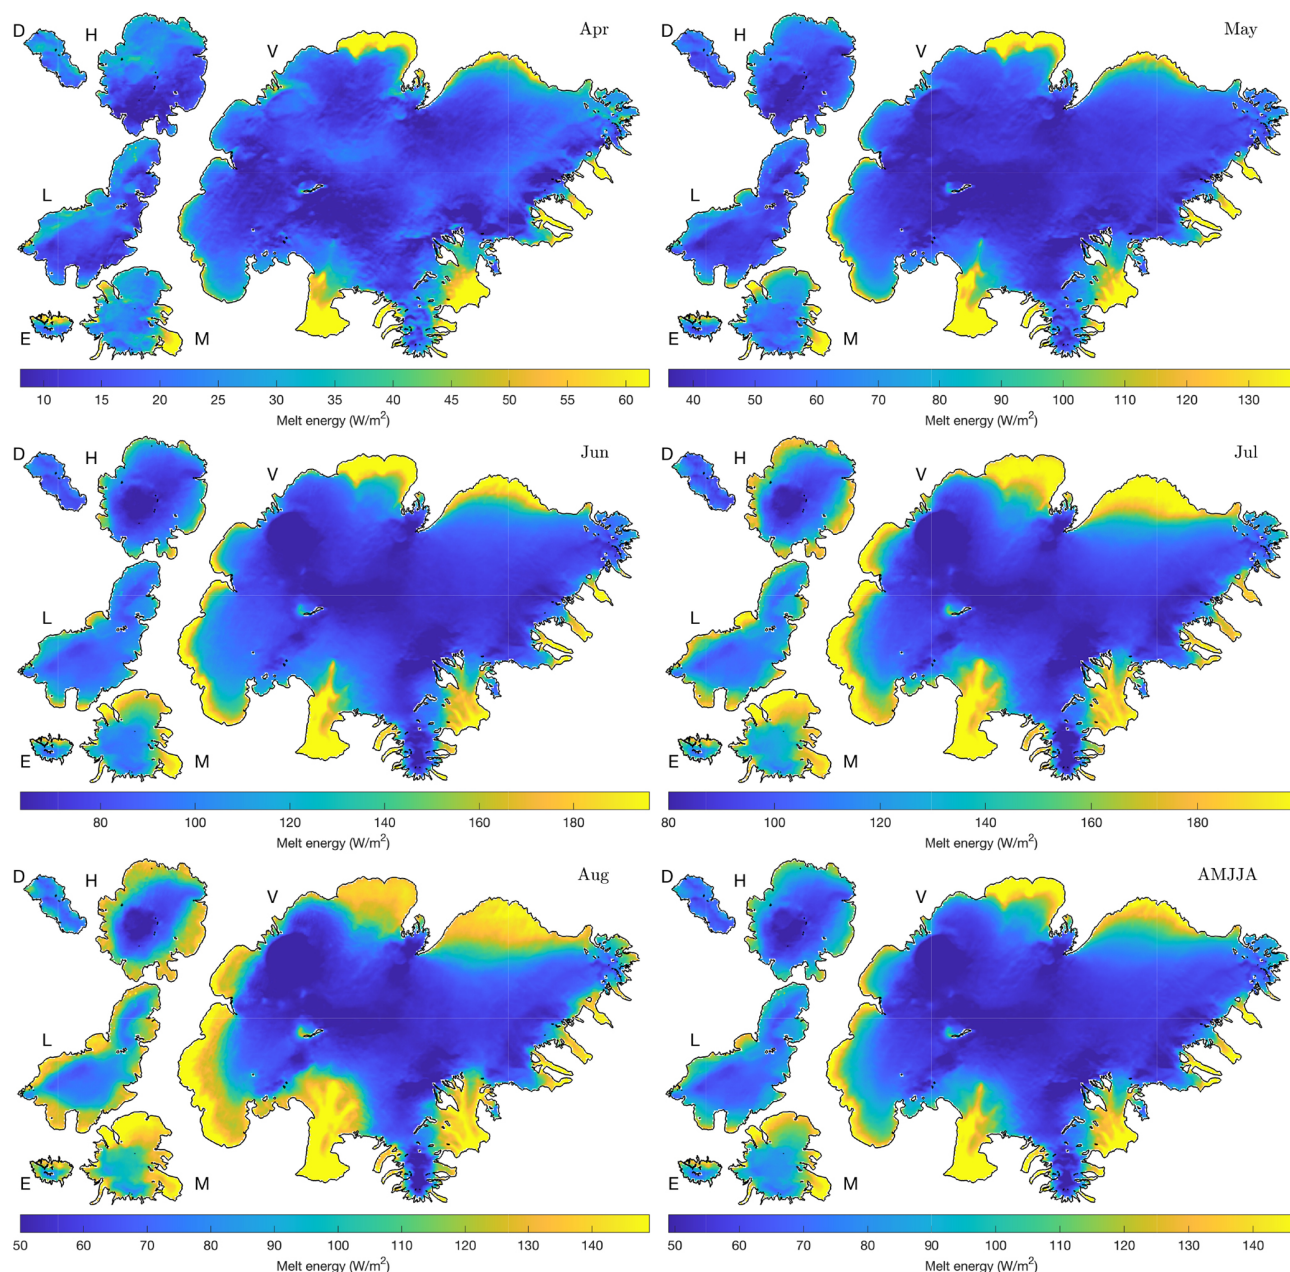 D H V Apr
L
E M
10 15 20 25 30 35 40 45 50 55 60
Melt energy (W/m²)
D H V May
L
E M
40 50 60 70 80 90 100 110 120 130
Melt energy (W/m²)
D H V Jun
L
E M
80 100 120 140 160 180
Melt energy (W/m²)
D H V Jul
L
E M
80 100 120 140 160 180
Melt energy (W/m²)
D H V Aug
L
E M
50 60 70 80 90 100 110 120 130 140
Melt energy (W/m²)
D H V AMJJA
L
E M
50 60 70 80 90 100 110 120 130 140
Melt energy (W/m²)